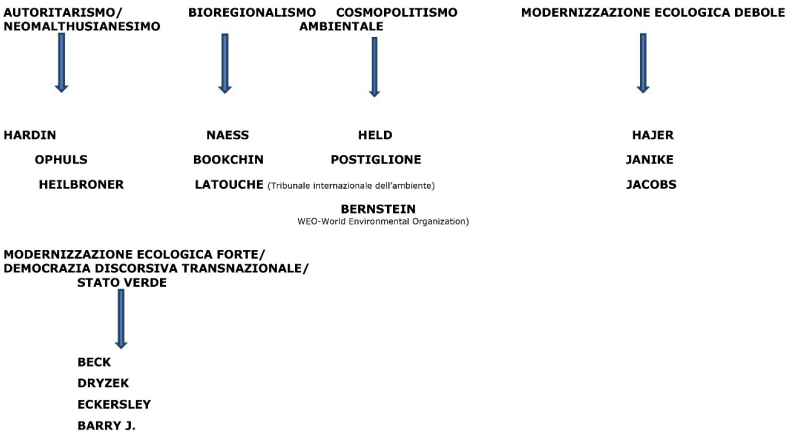 AUTORITARISMO/ BIOREGIONALISMO COSMOPOLITISMO MODERNIZZAZIONE ECOLOGICA DEBOLE
NEOMALTHUSIANESIMO AMBIENTALE
HARDIN NAESS HELD HAJER
OPHULS BOOKCHIN POSTIGLIONE JANIKE
HEILBRONER LATOUCHE (Tribunale internazionale dell'ambiente) JACOBS
BERNSTEIN
WEO-World Environmental Organization)
MODERNIZZAZIONE ECOLOGICA FORTE/
DEMOCRAZIA DISCORSIVA TRANSNAZIONALE/
STATO VERDE
BECK
DRYZEK
ECKERSLEY
BARRY J.